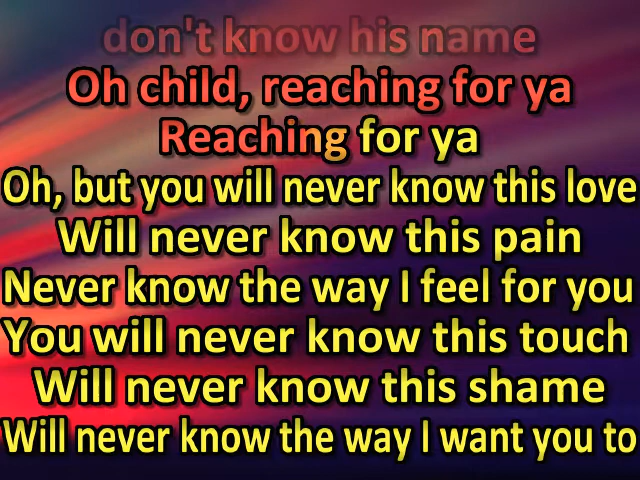 don't know his name
Oh child, reaching for ya
Reaching for ya
Oh, but you will never know this love
Will never know this pain
Never know the way I feel for you
You will never know this touch
Will never know this shame
Will never know the way I want you to